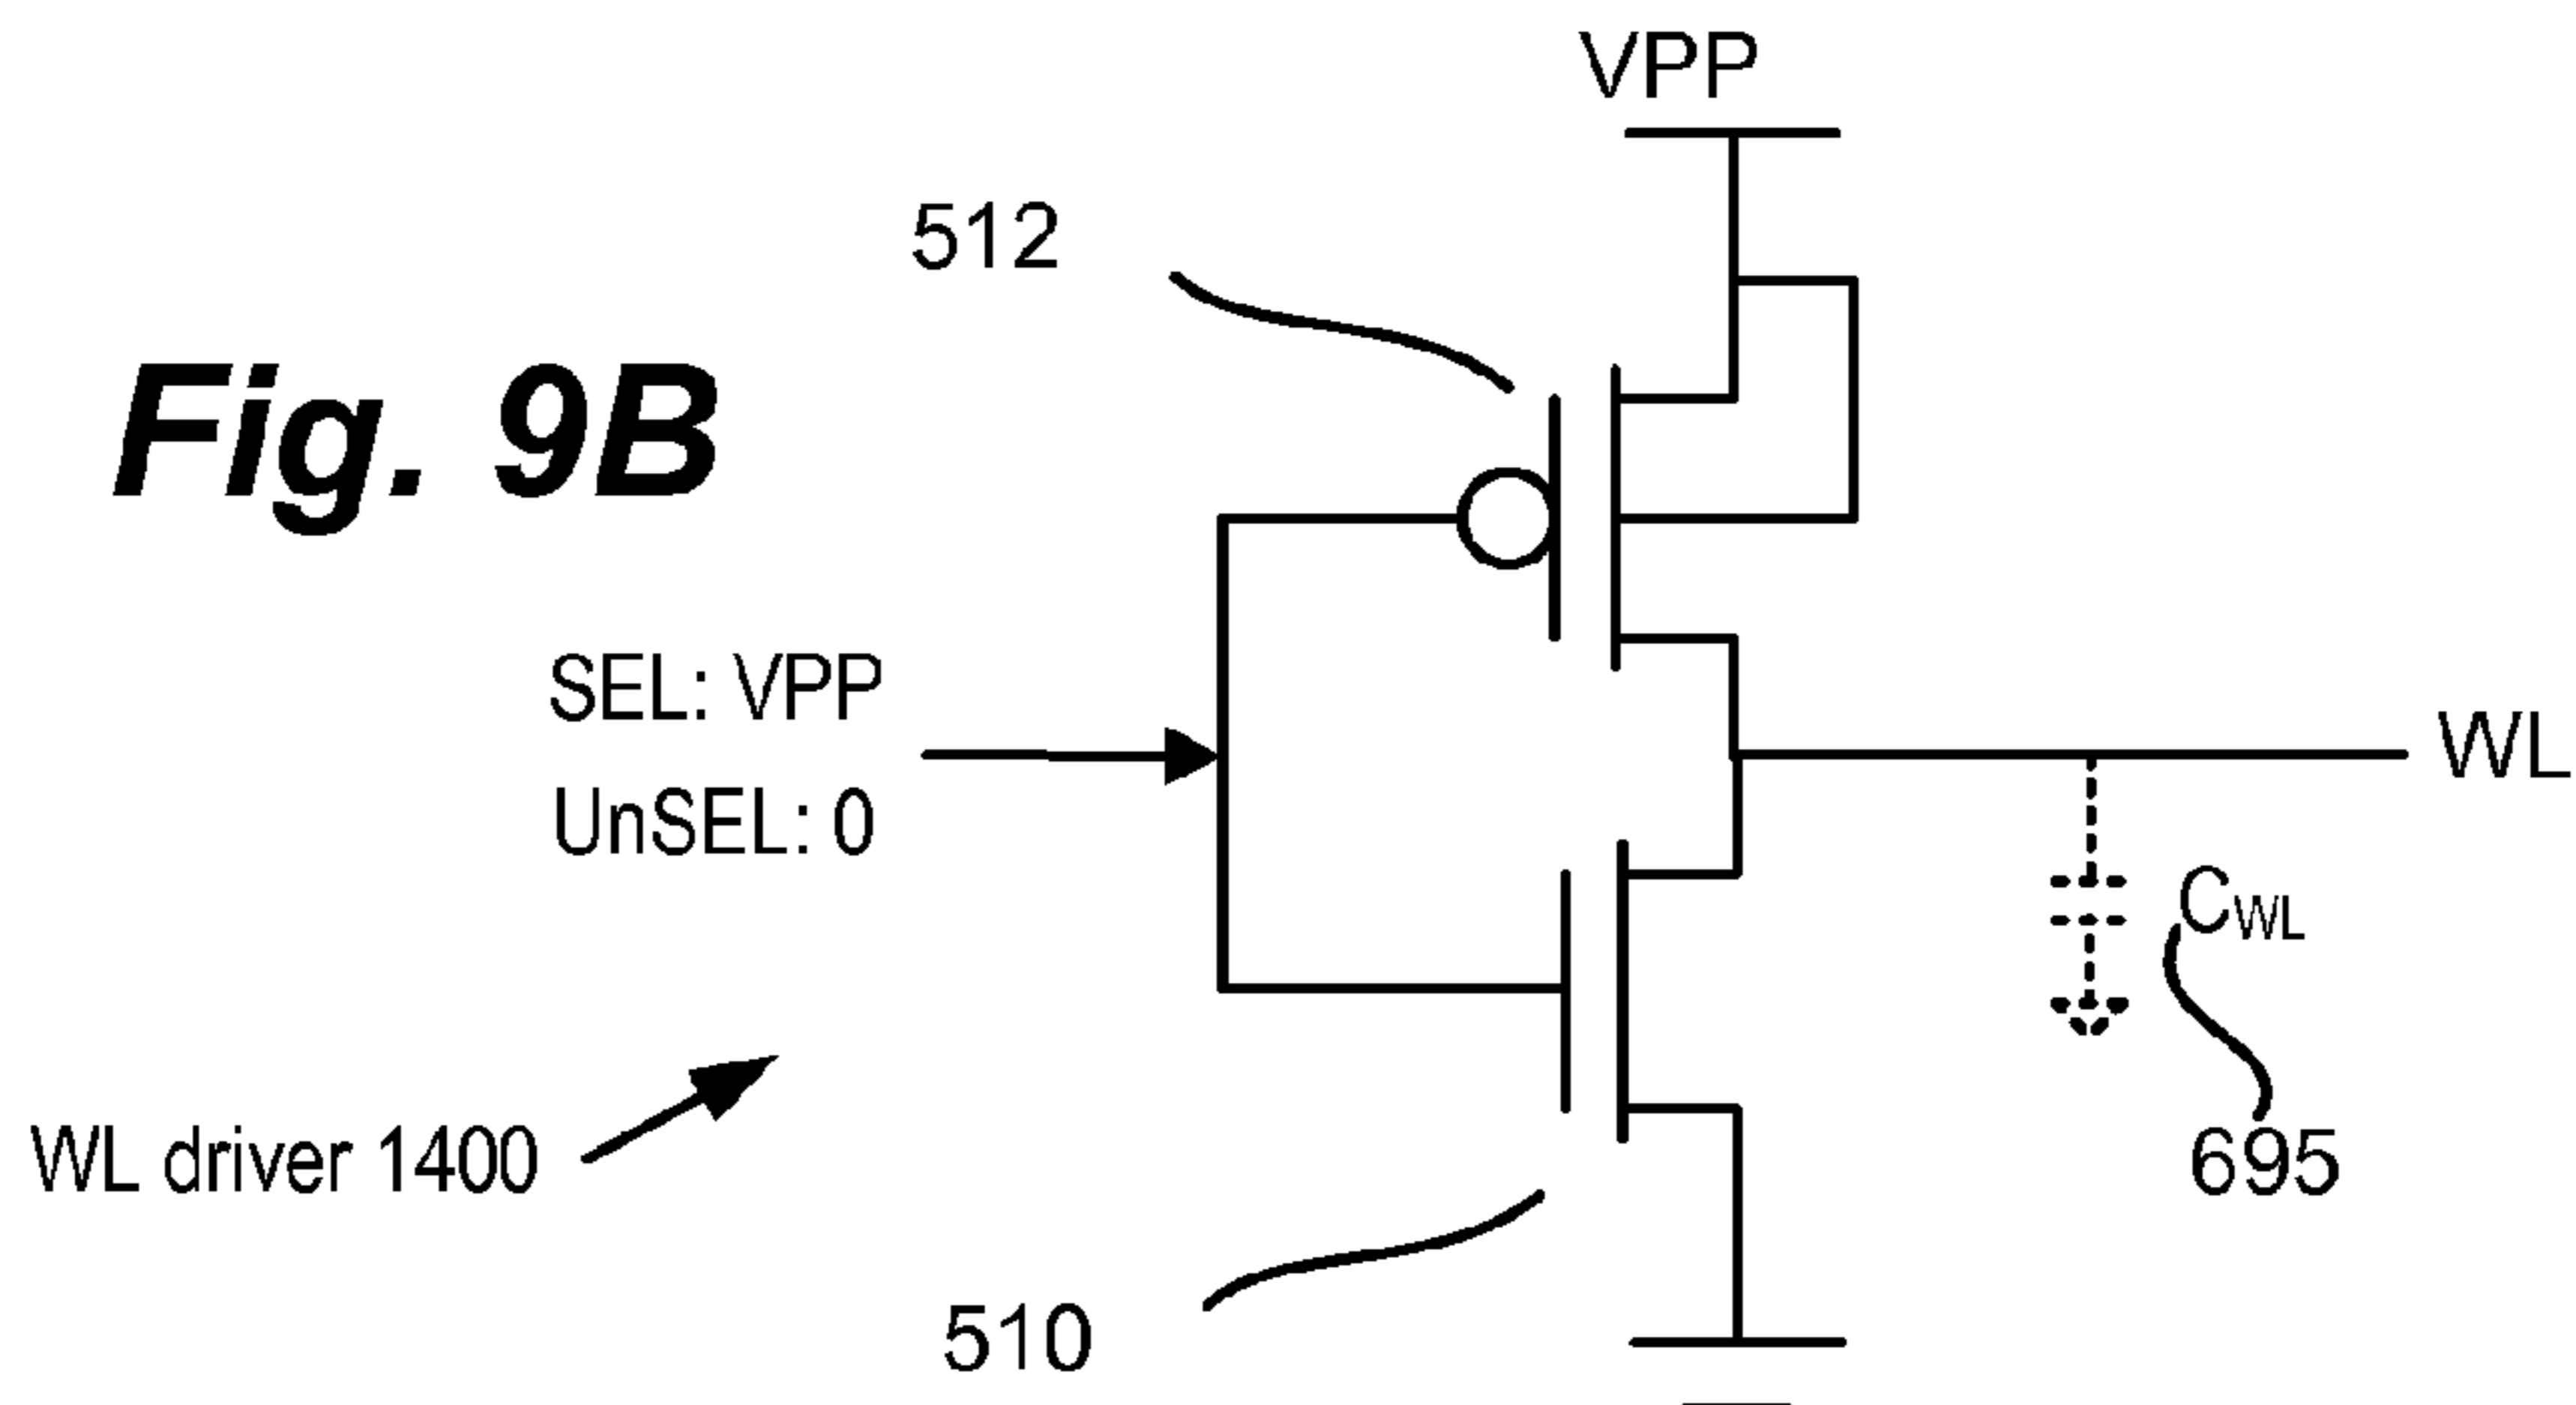 VPP
512
Fig. 9B
SEL: VPP
UnSEL: 0
WL
CWL
WL driver 1400
695
510